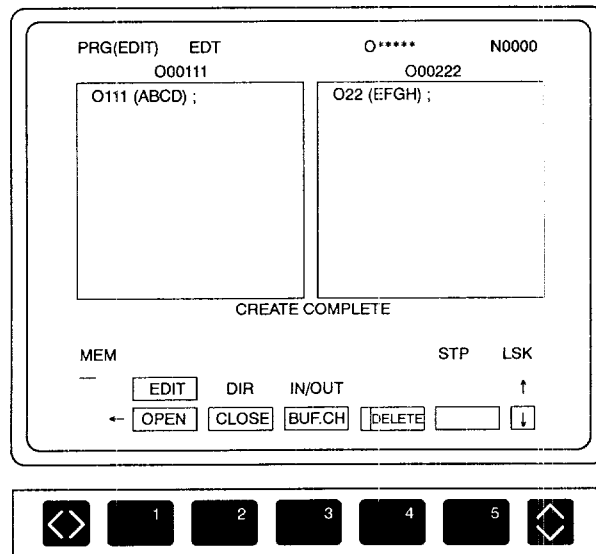 PRG(EDIT) EDT O***** N0000
O00111 O00222
O111 (ABCD) ; O22 (EFGH) ;
CREATE COMPLETE
MEM STP LSK
EDIT DIR IN/OUT ↑
← OPEN CLOSE BUF.CH DELETE ↓
1 2 3 4 5